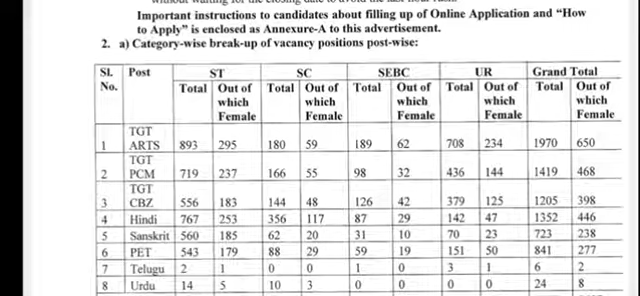 Important instructions to candidates about filling up of Online Application and “How
to Apply” is enclosed as Annexure-A to this advertisement.
2. a) Category-wise break-up of vacancy positions post-wise:
Sl. No. Post ST SC SEBC UR Grand Total
Total Out of which Female Total Out of which Female Total Out of which Female Total Out of which Female Total Out of which Female
1 TGT ARTS 893 295 180 59 189 62 708 234 1970 650
2 TGT PCM 719 237 166 55 98 32 436 144 1419 468
3 TGT CBZ 556 183 144 48 126 42 379 125 1205 398
4 Hindi 767 253 356 117 87 29 142 47 1352 446
5 Sanskrit 560 185 62 20 31 10 70 23 723 238
6 PET 543 179 88 29 59 19 151 50 841 277
7 Telugu 2 1 0 0 1 0 3 1 6 2
8 Urdu 14 5 10 3 0 0 0 0 24 8